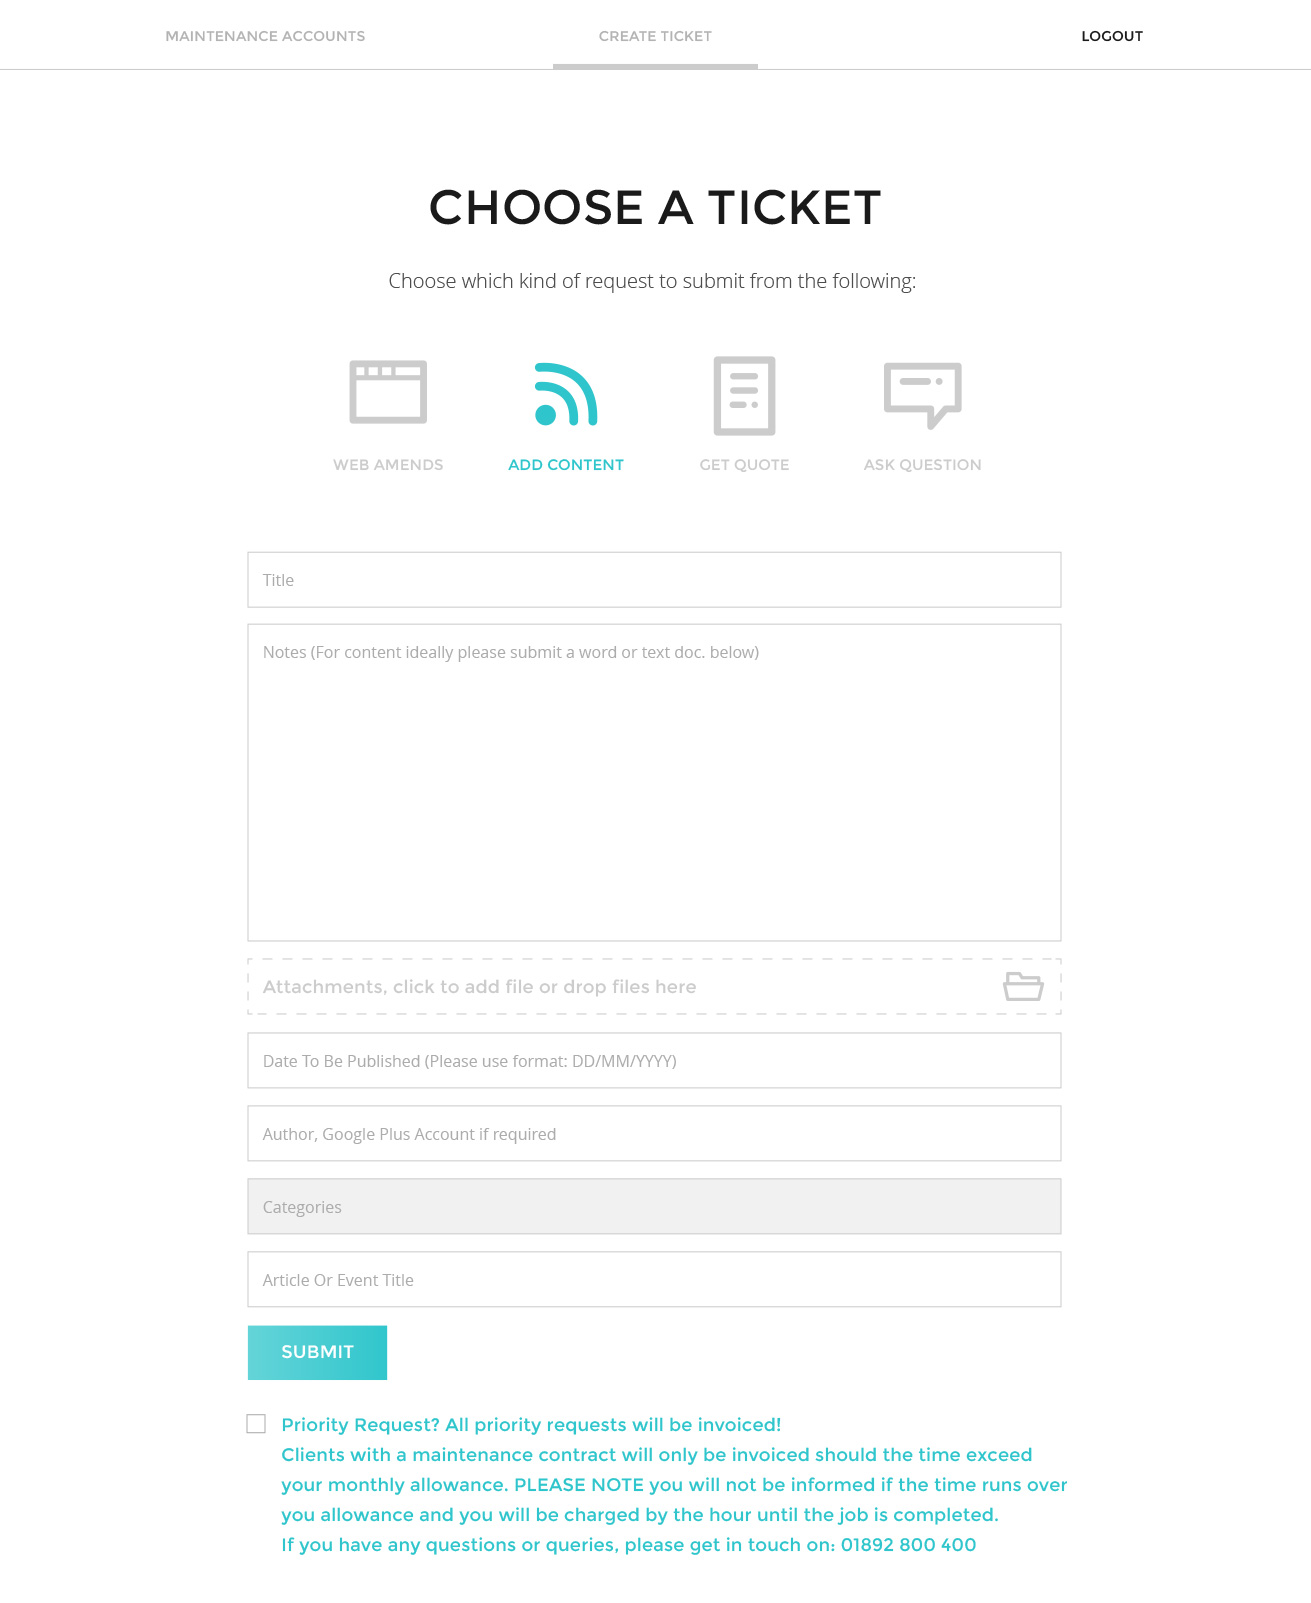 MAINTENANCE ACCOUNTS
CREATE TICKET
LOGOUT
CHOOSE A TICKET
Choose which kind of request to submit from the following:
WEB AMENDS
ADD CONTENT
GET QUOTE
ASK QUESTION
Title
Notes (For content ideally please submit a word or text doc. below)
Attachments, click to add file or drop files here
Date To Be Published (Please use format: DD/MM/YYYY)
Author, Google Plus Account if required
Categories
Article Or Event Title
SUBMIT
Priority Request? All priority requests will be invoiced!
Clients with a maintenance contract will only be invoiced should the time exceed
your monthly allowance. PLEASE NOTE you will not be informed if the time runs over
you allowance and you will be charged by the hour until the job is completed.
If you have any questions or queries, please get in touch on: 01892 800 400